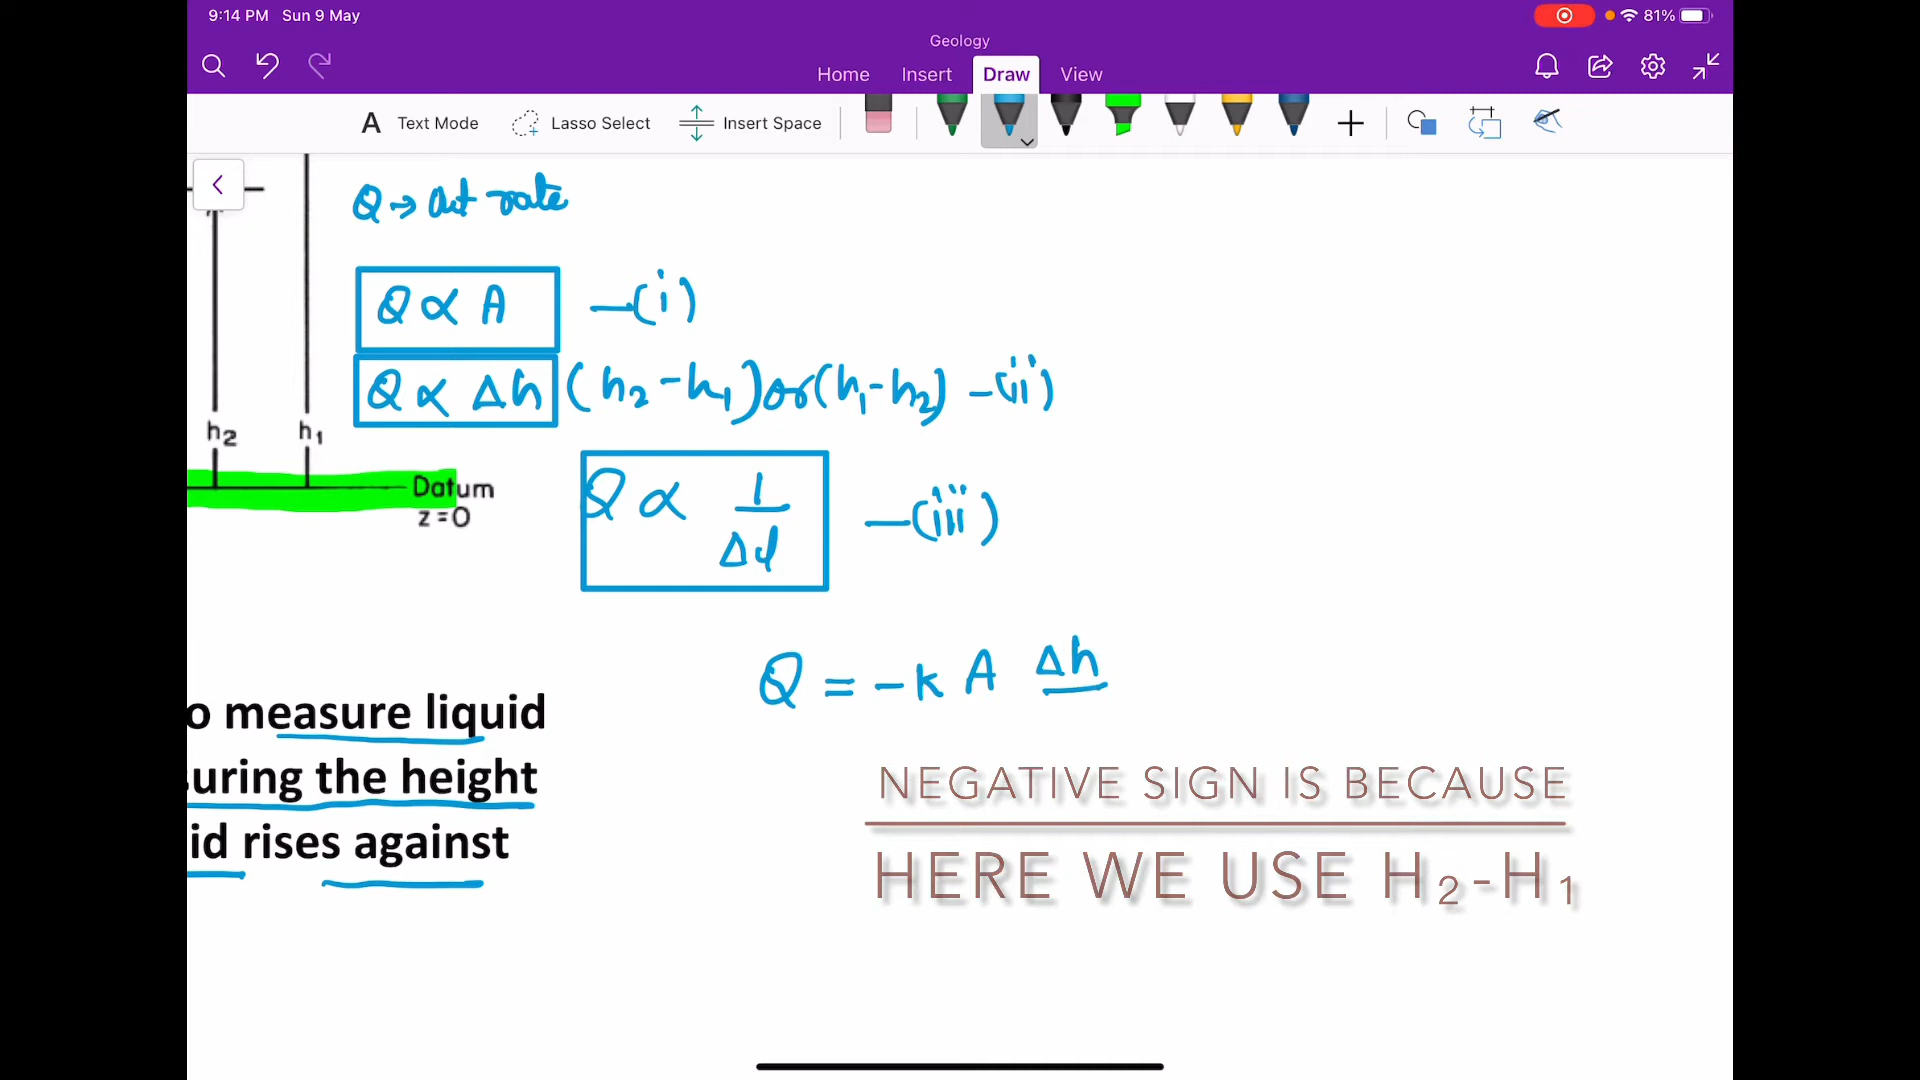 9:14 PM Sun 9 May 81%
Geology
Home Insert Draw View
A Text Mode Lasso Select Insert Space
Q → out rate
Q ∝ A —(i)
Q ∝ Δh (h₂-h₁) or (h₁-h₂) —(ii)
h₂ h₁
Datum
z=0
Q ∝ 1/Δl —(iii)
Q = -k A Δh
o measure liquid
uring the height
id rises against
NEGATIVE SIGN IS BECAUSE
HERE WE USE H₂-H₁